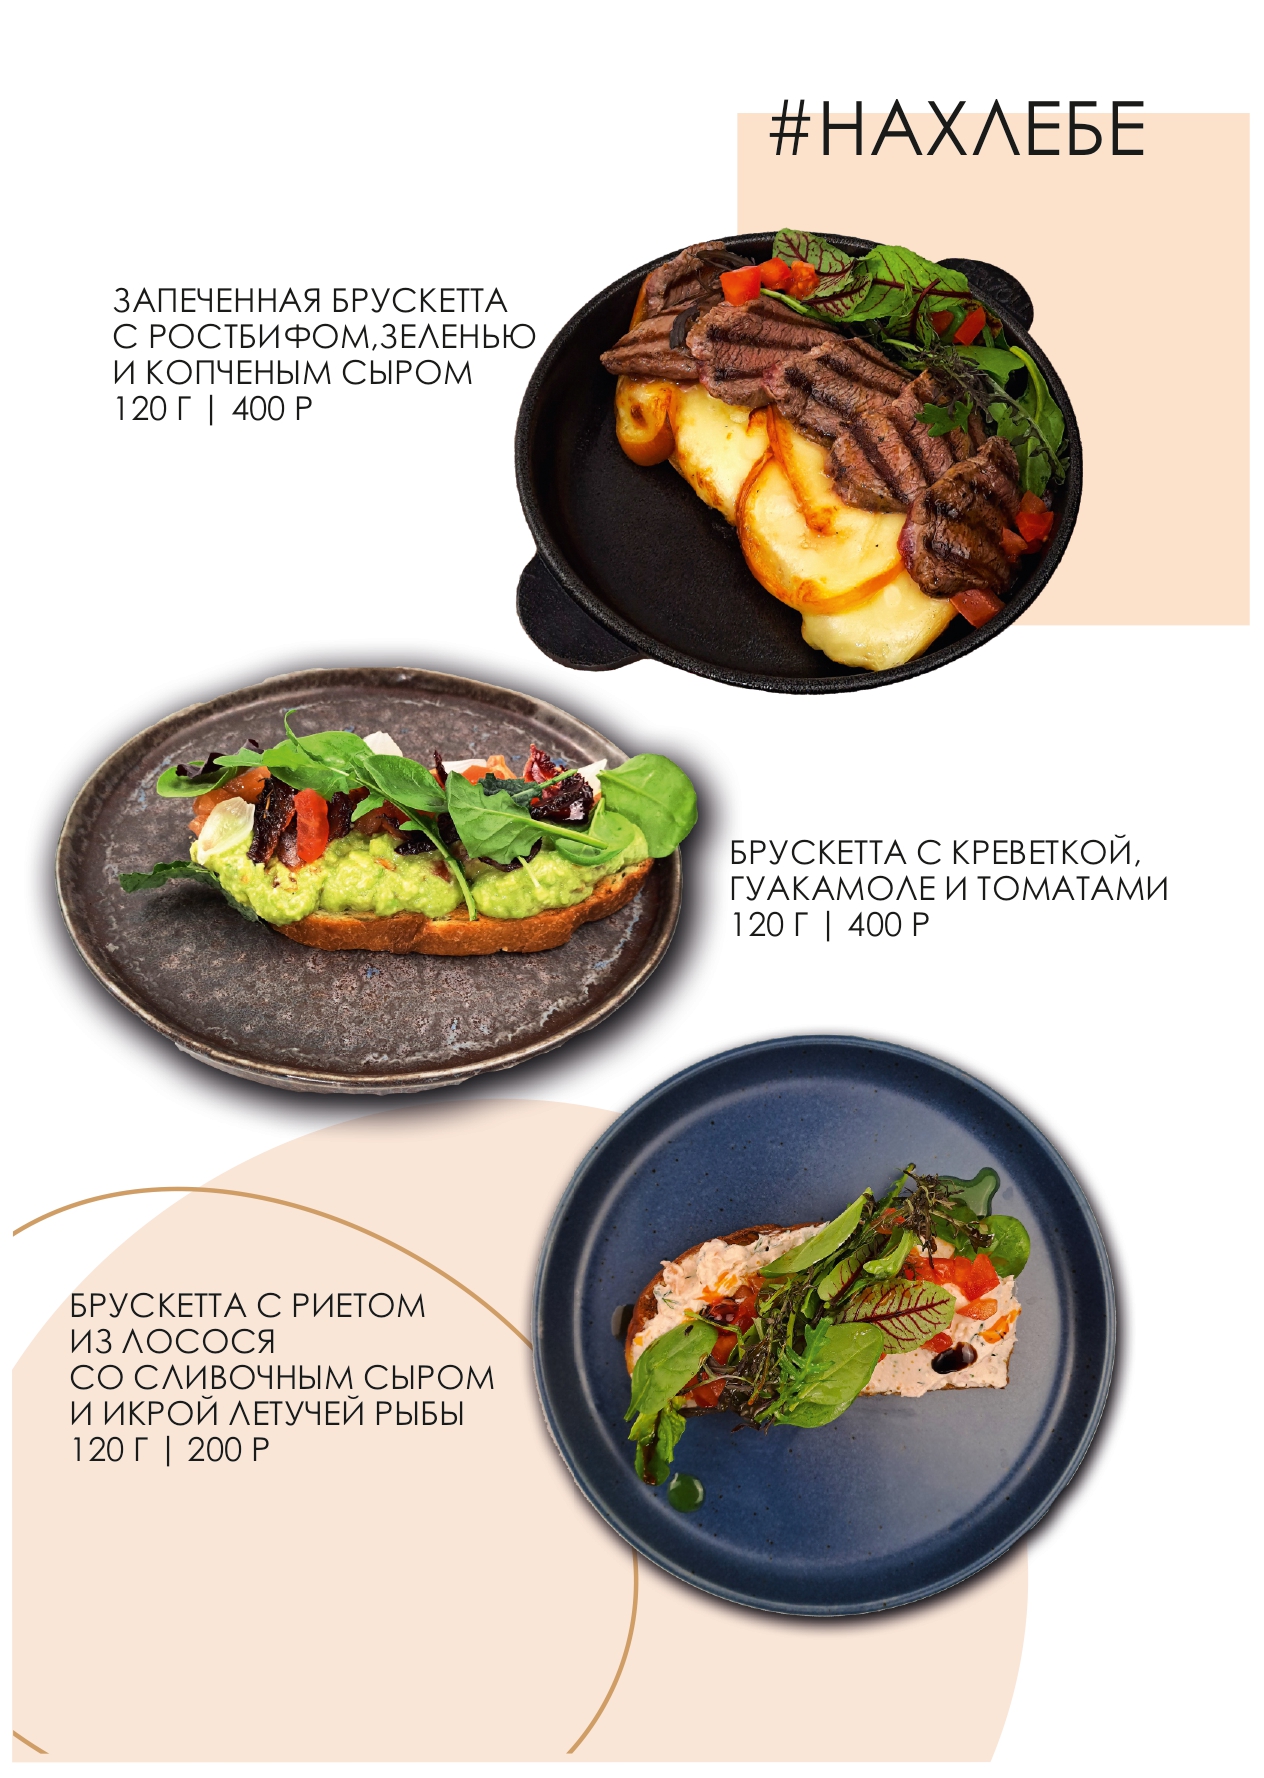 #НАХЛЕБЕ
ЗАПЕЧЕННАЯ БРУСКЕТТА
С РОСТБИФОМ,ЗЕЛЕНЬЮ
И КОПЧЕНЫМ СЫРОМ
120 Г | 400 Р
БРУСКЕТТА С КРЕВЕТКОЙ,
ГУАКАМОЛЕ И ТОМАТАМИ
120 Г | 400 Р
БРУСКЕТТА С РИЕТОМ
ИЗ ЛОСОСЯ
СО СЛИВОЧНЫМ СЫРОМ
И ИКРОЙ ЛЕТУЧЕЙ РЫБЫ
120 Г | 200 Р